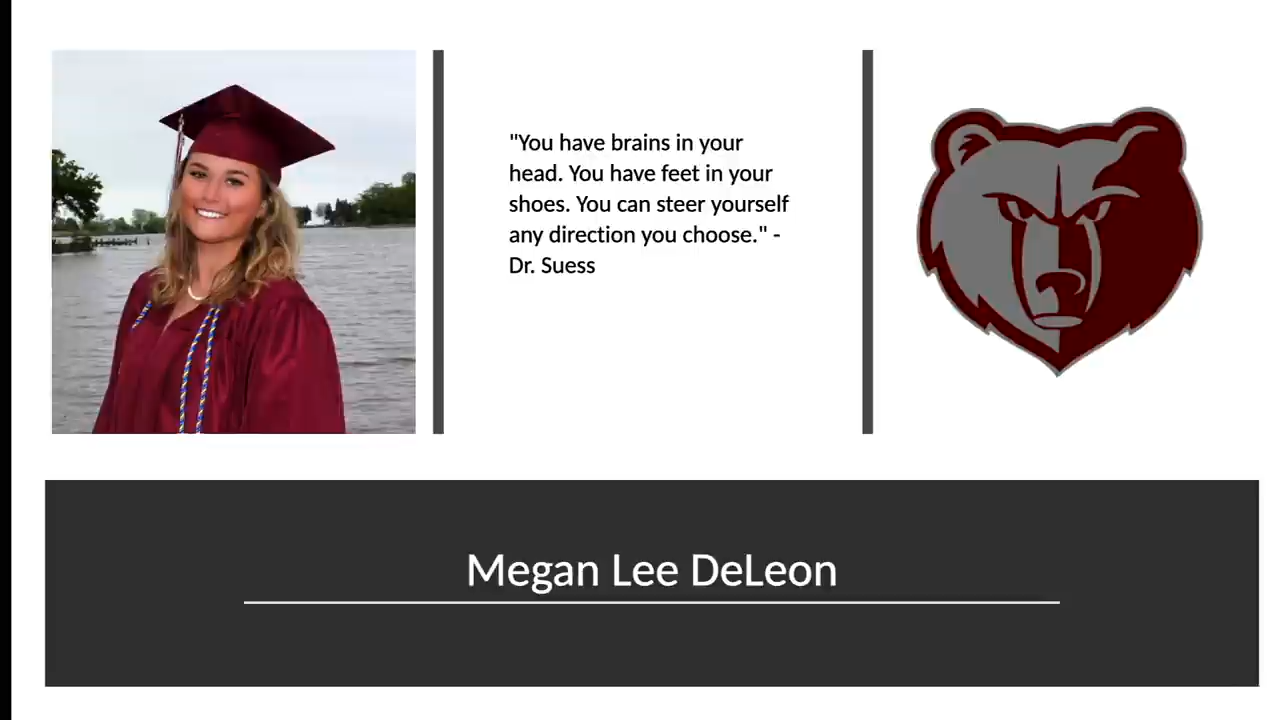 "You have brains in your
head. You have feet in your
shoes. You can steer yourself
any direction you choose." -
Dr. Suess
Megan Lee DeLeon